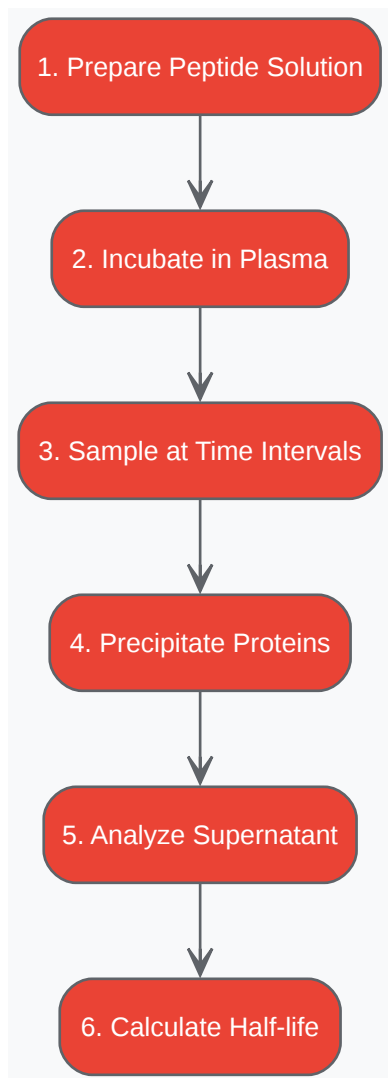 1. Prepare Peptide Solution
2. Incubate in Plasma
3. Sample at Time Intervals
4. Precipitate Proteins
5. Analyze Supernatant
6. Calculate Half-life